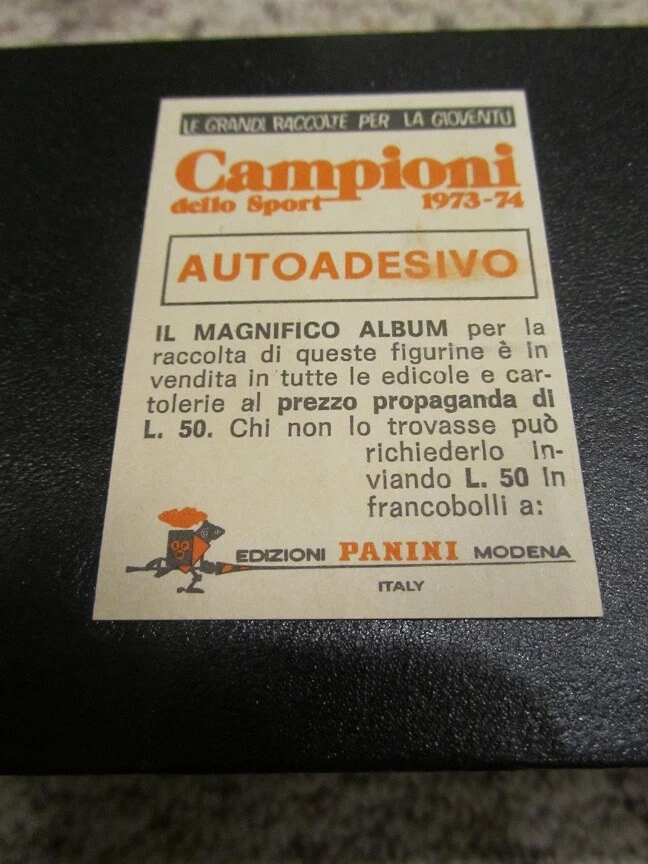 LE GRANDI RACCOLTE PER LA GIOVENTU
Campioni
dello Sport 1973-74
AUTOADESIVO
IL MAGNIFICO ALBUM per la
raccolta di queste figurine è in
vendita in tutte le edicole e car-
tolerie al prezzo propaganda di
L. 50. Chi non lo trovasse può
richiederlo in-
viando L. 50 in
francobolli a:
EDIZIONI PANINI MODENA
ITALY